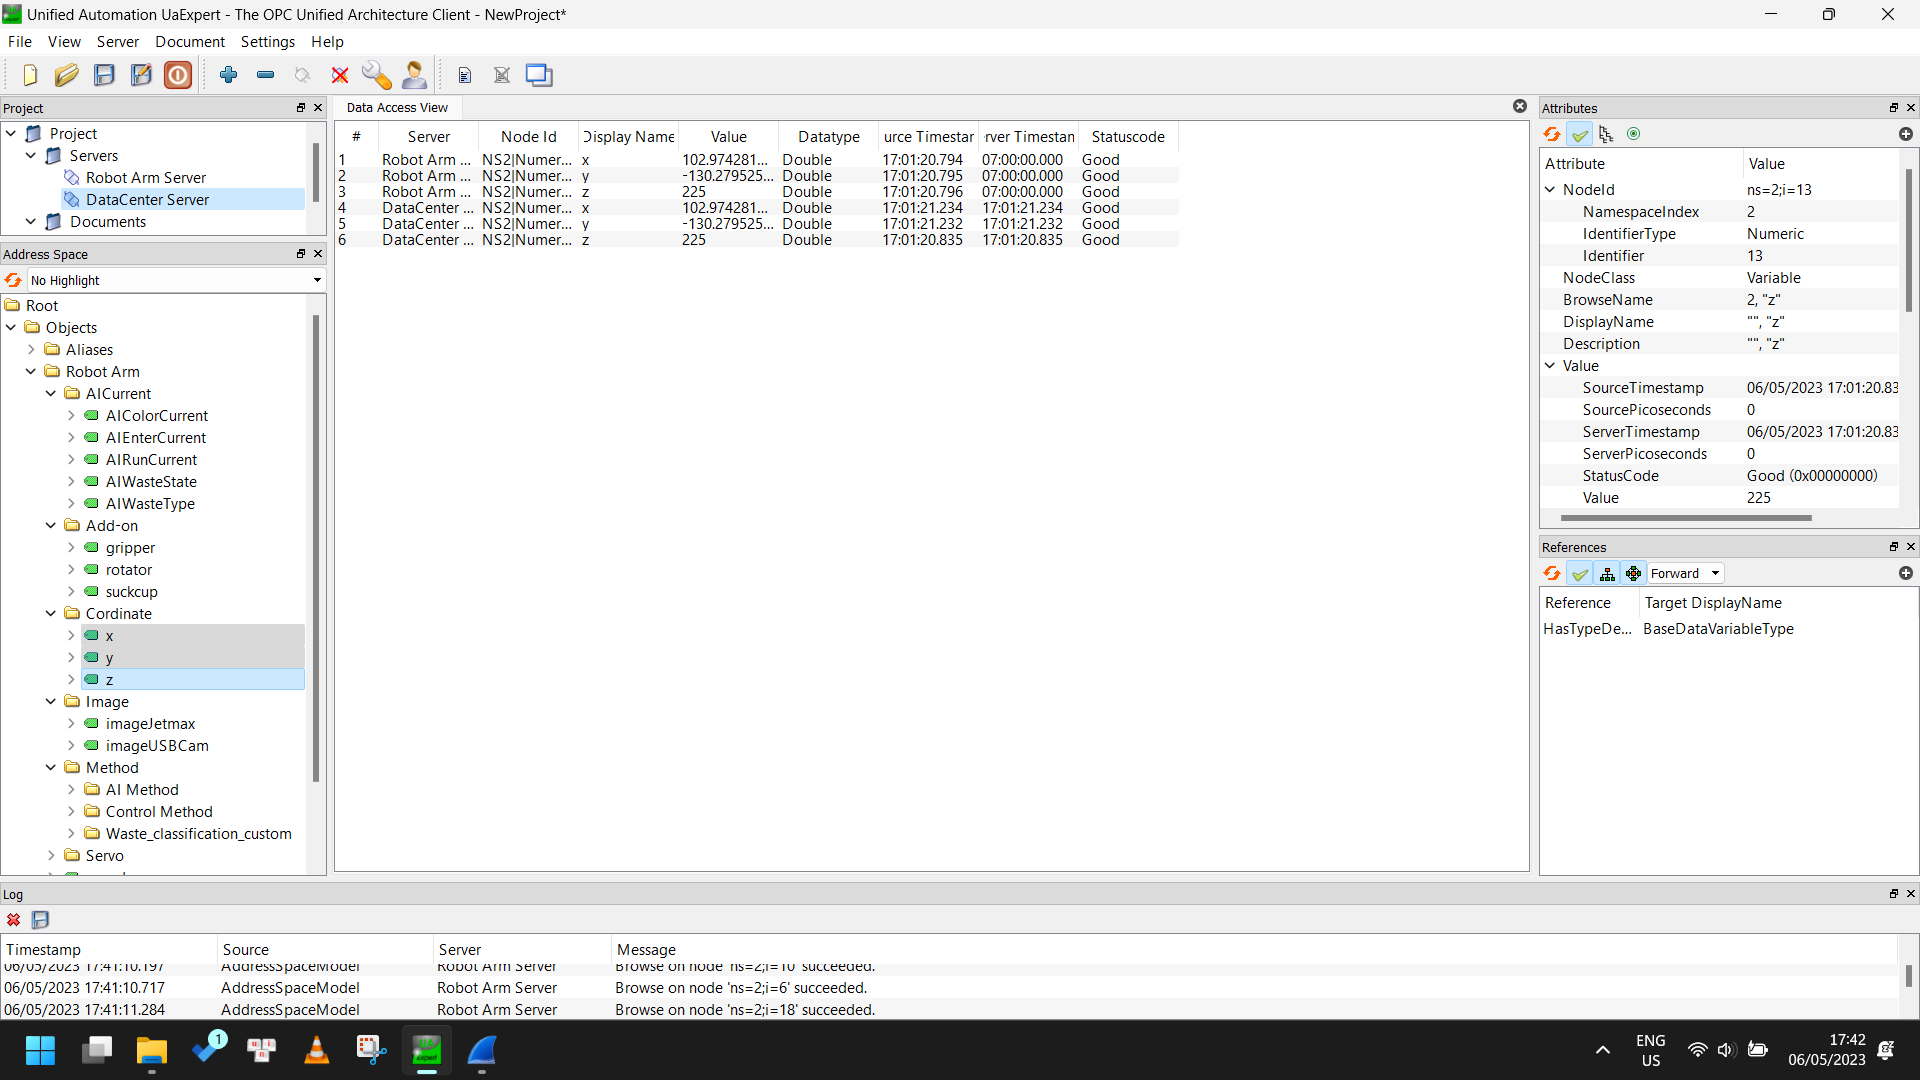 Unified Automation UaExpert - The OPC Unified Architecture Client - NewProject*
File View Server Document Settings Help
Project
Project
Servers
Robot Arm Server
DataCenter Server
Documents
Address Space
No Highlight
Root
Objects
Aliases
Robot Arm
AICurrent
AIColorCurrent
AIEnterCurrent
AIRunCurrent
AIWasteState
AIWasteType
Add-on
gripper
rotator
suckcup
Cordinate
x
y
z
Image
imageJetmax
imageUSBCam
Method
AI Method
Control Method
Waste_classification_custom
Servo
Data Access View
# Server Node Id Display Name Value Datatype urce Timestar rver Timestan Statuscode
1 Robot Arm ... NS2|Numer... x 102.974281... Double 17:01:20.794 07:00:00.000 Good
2 Robot Arm ... NS2|Numer... y -130.279525... Double 17:01:20.795 07:00:00.000 Good
3 Robot Arm ... NS2|Numer... z 225 Double 17:01:20.796 07:00:00.000 Good
4 DataCenter ... NS2|Numer... x 102.974281... Double 17:01:21.234 17:01:21.234 Good
5 DataCenter ... NS2|Numer... y -130.279525... Double 17:01:21.232 17:01:21.232 Good
6 DataCenter ... NS2|Numer... z 225 Double 17:01:20.835 17:01:20.835 Good
Attributes
Attribute Value
NodeId ns=2;i=13
NamespaceIndex 2
IdentifierType Numeric
Identifier 13
NodeClass Variable
BrowseName 2, "z"
DisplayName "", "z"
Description "", "z"
Value
SourceTimestamp 06/05/2023 17:01:20.83
SourcePicoseconds 0
ServerTimestamp 06/05/2023 17:01:20.83
ServerPicoseconds 0
StatusCode Good (0x00000000)
Value 225
References
Forward
Reference Target DisplayName
HasTypeDe... BaseDataVariableType
Log
Timestamp Source Server Message
06/05/2023 17:41:10.197 AddressSpaceModel Robot Arm Server Browse on node 'ns=2;i=10' succeeded.
06/05/2023 17:41:10.717 AddressSpaceModel Robot Arm Server Browse on node 'ns=2;i=6' succeeded.
06/05/2023 17:41:11.284 AddressSpaceModel Robot Arm Server Browse on node 'ns=2;i=18' succeeded.
1
u n i
UA
expert
ENG
US
17:42
06/05/2023